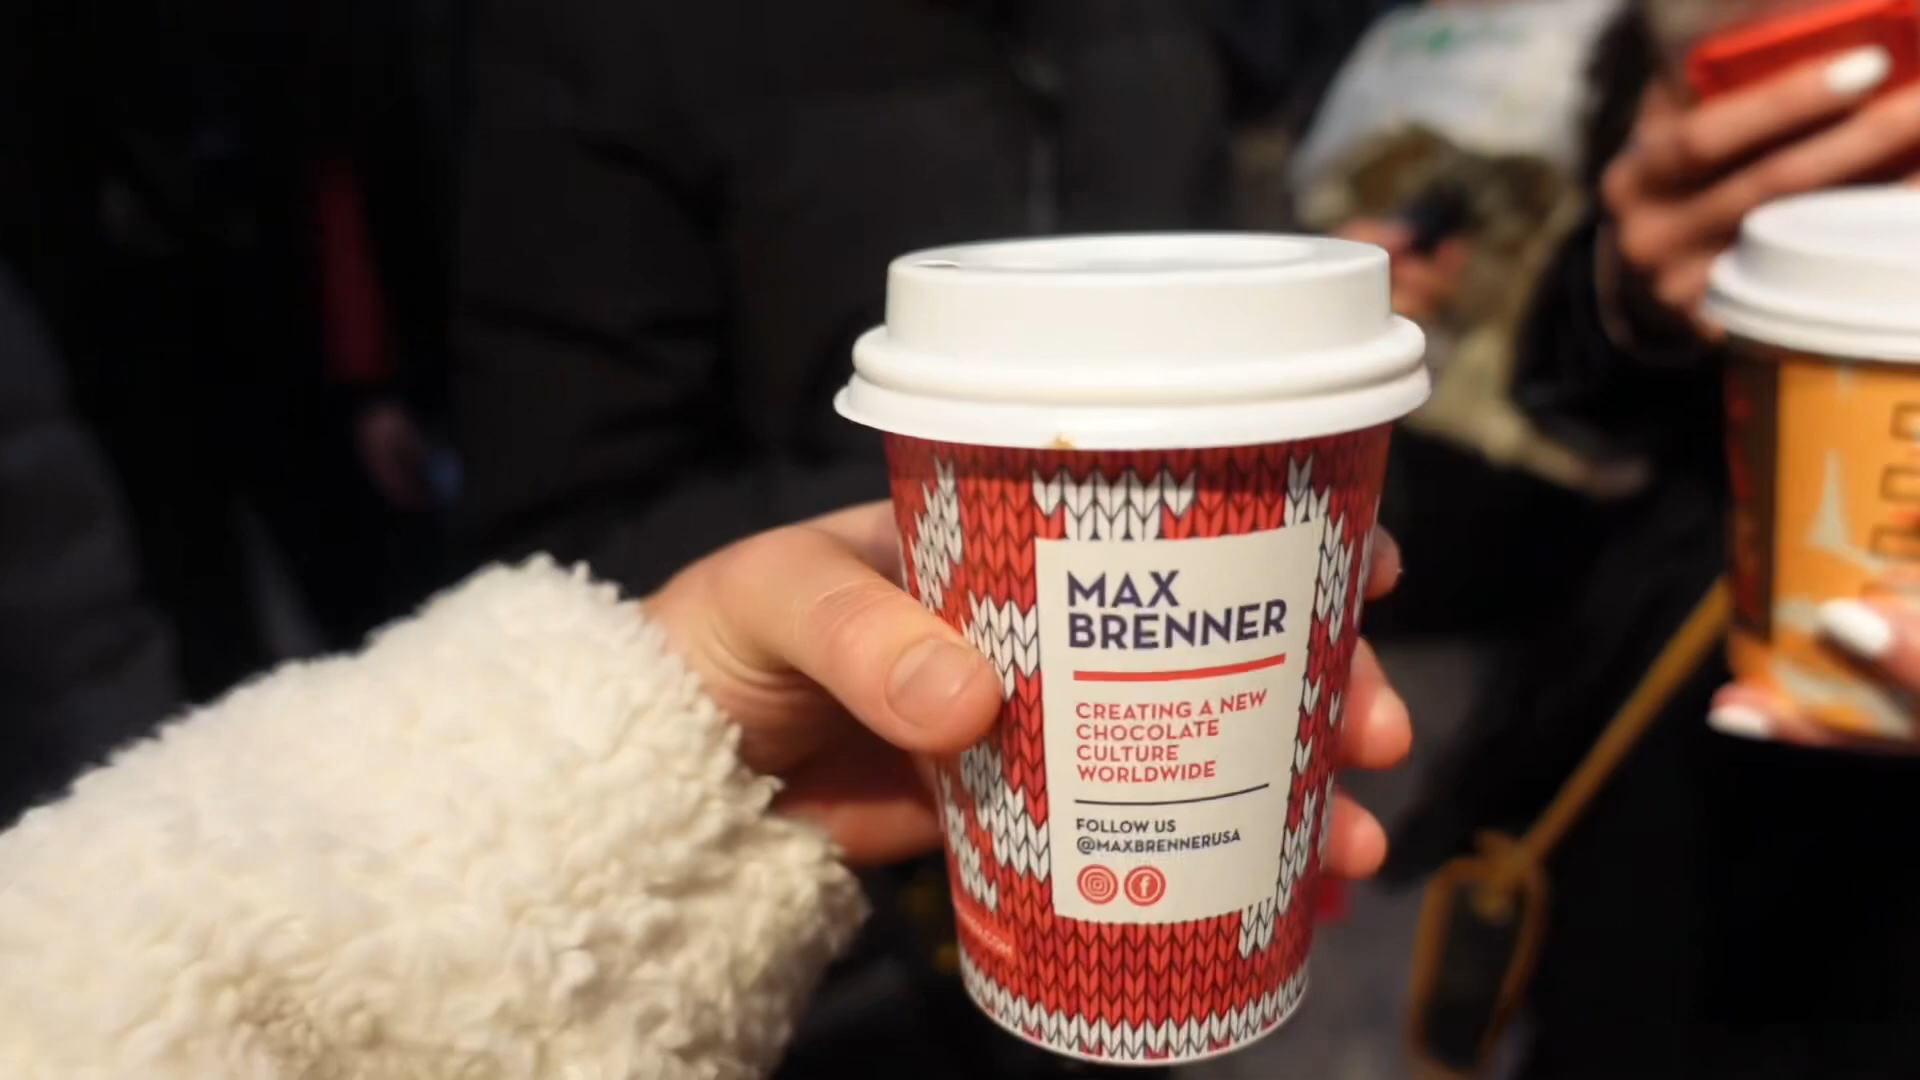 MAX
BRENNER
CREATING A NEW
CHOCOLATE
CULTURE
WORLDWIDE
FOLLOW US
@MAXBRENNERUSA